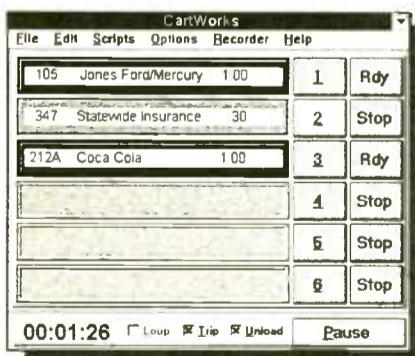 CartWorks
File Edit Scripts Options Recorder Help
105 Jones Ford/Mercury 1 00 1 Rdy
347 Statewide Insurance 30 2 Stop
212A Coca Cola 1 00 3 Rdy
4 Stop
5 Stop
6 Stop
00:01:26 Loop Trip Unload Pause